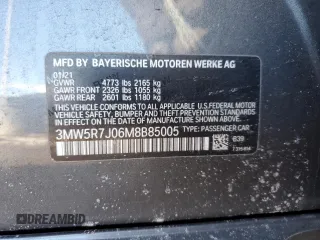 MFD BY BAYERISCHE MOTOREN WERKE AG
01/21
GVWR 4773 lbs 2165 kg
GAWR FRONT 2326 lbs 1055 kg
GAWR REAR 2601 lbs 1180 kg
THIS VEHICLE CONFORMS TO ALL APPLICABLE FEDERAL MOTOR
VEHICLE SAFETY, BUMPER, AND THEFT PREVENTION STANDARDS
IN EFFECT ON THE DATE OF MANUFACTURE SHOWN ABOVE.
3MW5R7J06M8B85005 TYPE: PASSENGER CAR
DREAMBID